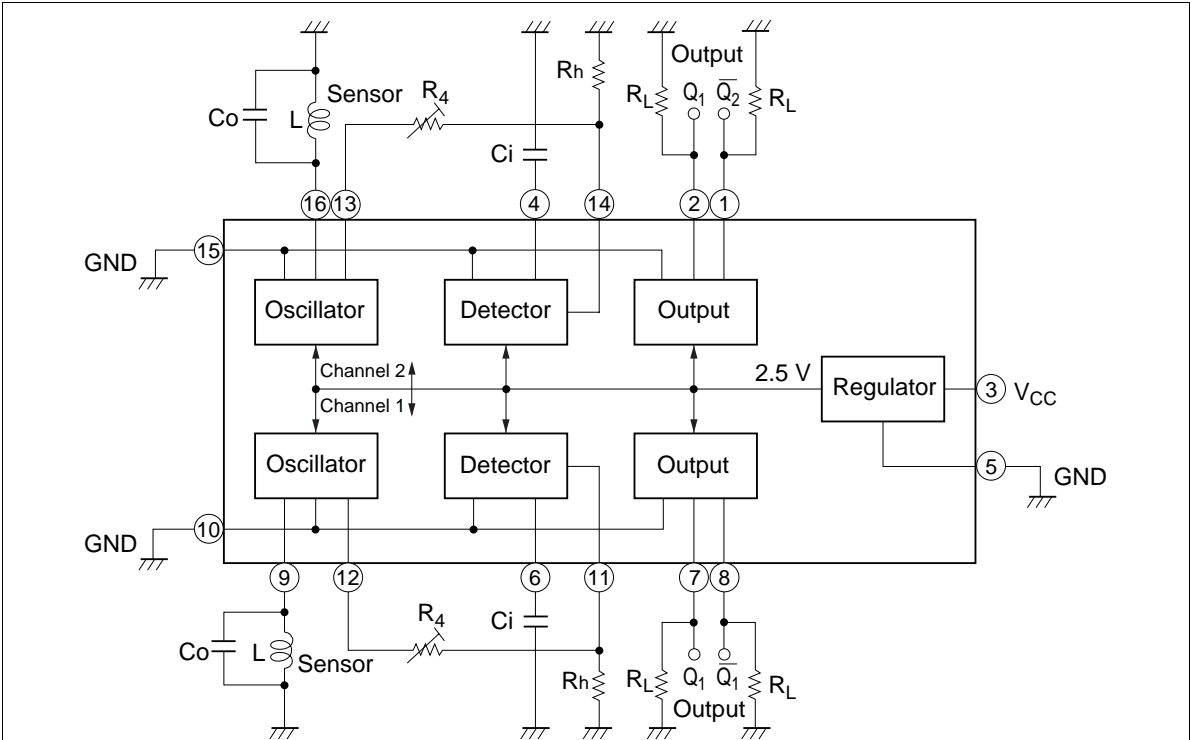 Output
Rh
Sensor
R4
RL
Q1
Q̅2
RL
Co
L
Ci
16
13
4
14
2
1
15
GND
Oscillator
Detector
Output
Channel 2
2.5 V
Regulator
3
VCC
Channel 1
Oscillator
Detector
Output
5
GND
10
GND
9
12
6
11
7
8
R4
Ci
Co
L
Sensor
Rh
RL
Q1
Q̅1
RL
Output